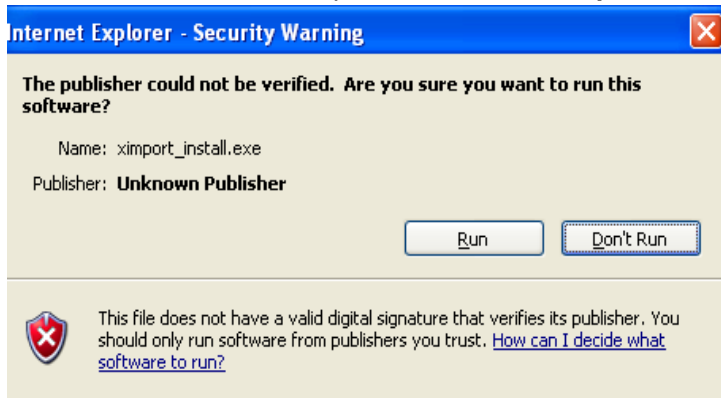 Internet Explorer - Security Warning
The publisher could not be verified.  Are you sure you want to run this
software?
Name: ximport_install.exe
Publisher: Unknown Publisher
Run
Don't Run
This file does not have a valid digital signature that verifies its publisher. You
should only run software from publishers you trust. How can I decide what
software to run?